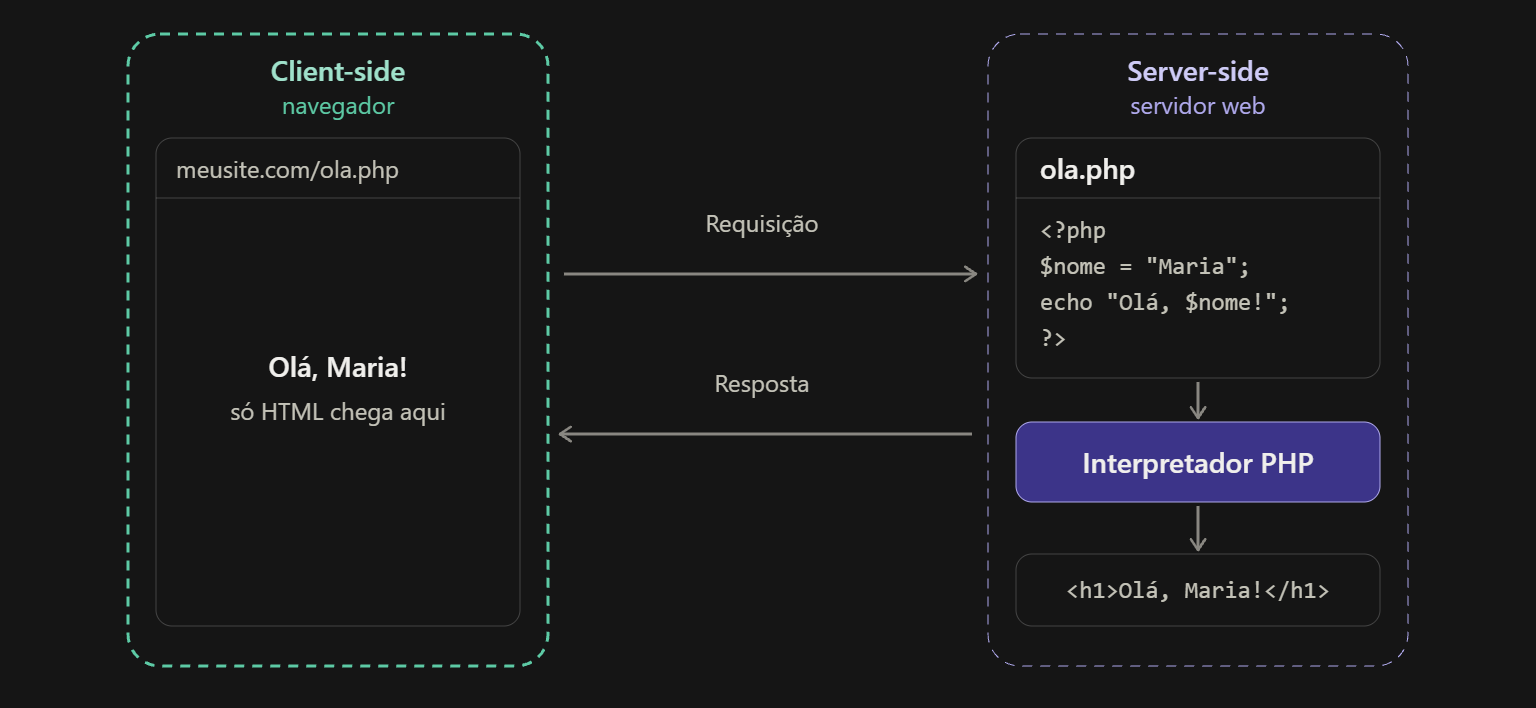 Client-side
navegador
meusite.com/ola.php
Olá, Maria!
só HTML chega aqui
Requisição
Resposta
Server-side
servidor web
ola.php
<?php
$nome = "Maria";
echo "Olá, $nome!";
?>
Interpretador PHP
<h1>Olá, Maria!</h1>